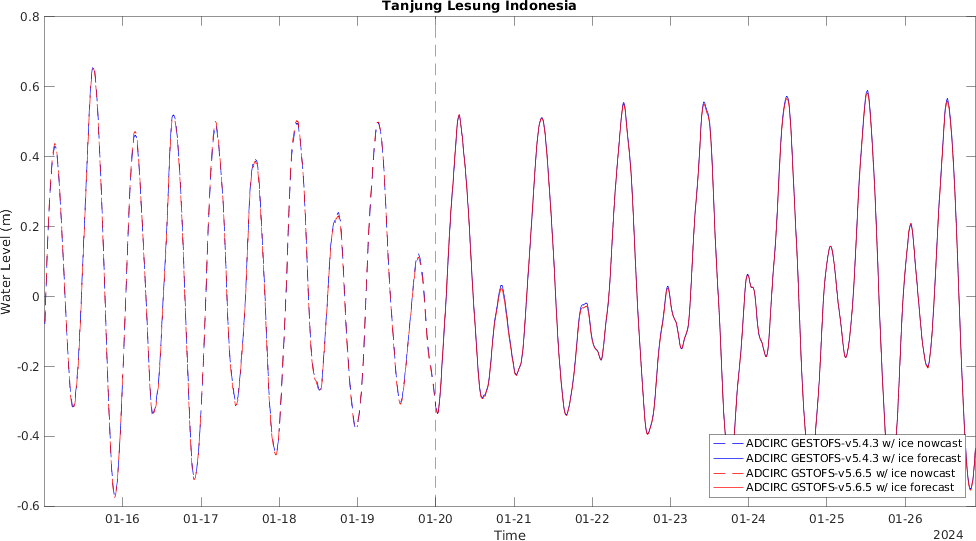 Tanjung Lesung Indonesia
Water Level (m)
0.8
0.6
0.4
0.2
0
-0.2
-0.4
-0.6
ADCIRC GESTOFS-v5.4.3 w/ ice nowcast
ADCIRC GESTOFS-v5.4.3 w/ ice forecast
ADCIRC GSTOFS-v5.6.5 w/ ice nowcast
ADCIRC GSTOFS-v5.6.5 w/ ice forecast
01-16 01-17 01-18 01-19 01-20 01-21 01-22 01-23 01-24 01-25 01-26
Time
2024